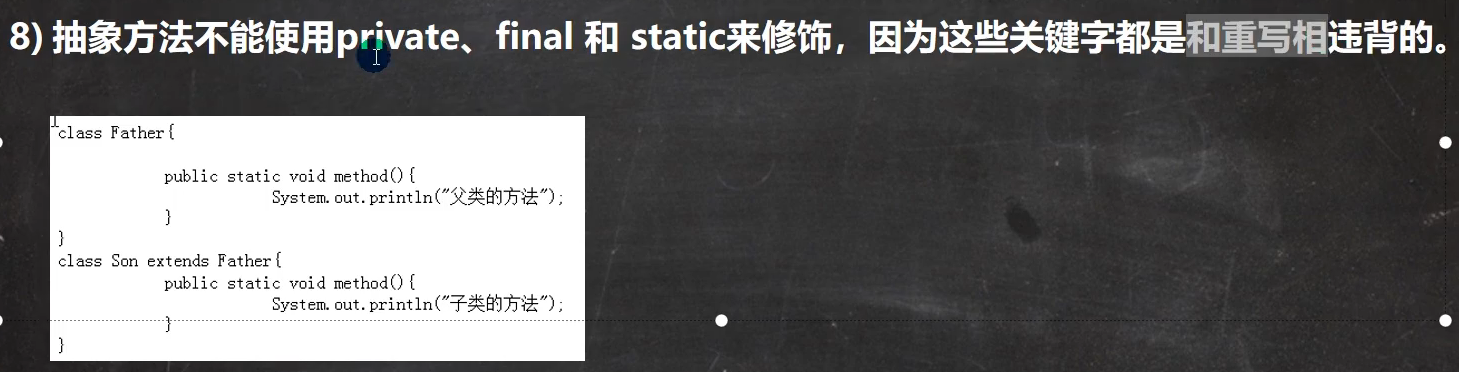 8) 抽象方法不能使用private、final 和 static来修饰，因为这些关键字都是和重写相违背的。
class Father{
public static void method(){
System.out.println("父类的方法");
}
}
class Son extends Father{
public static void method(){
System.out.println("子类的方法");
}
}